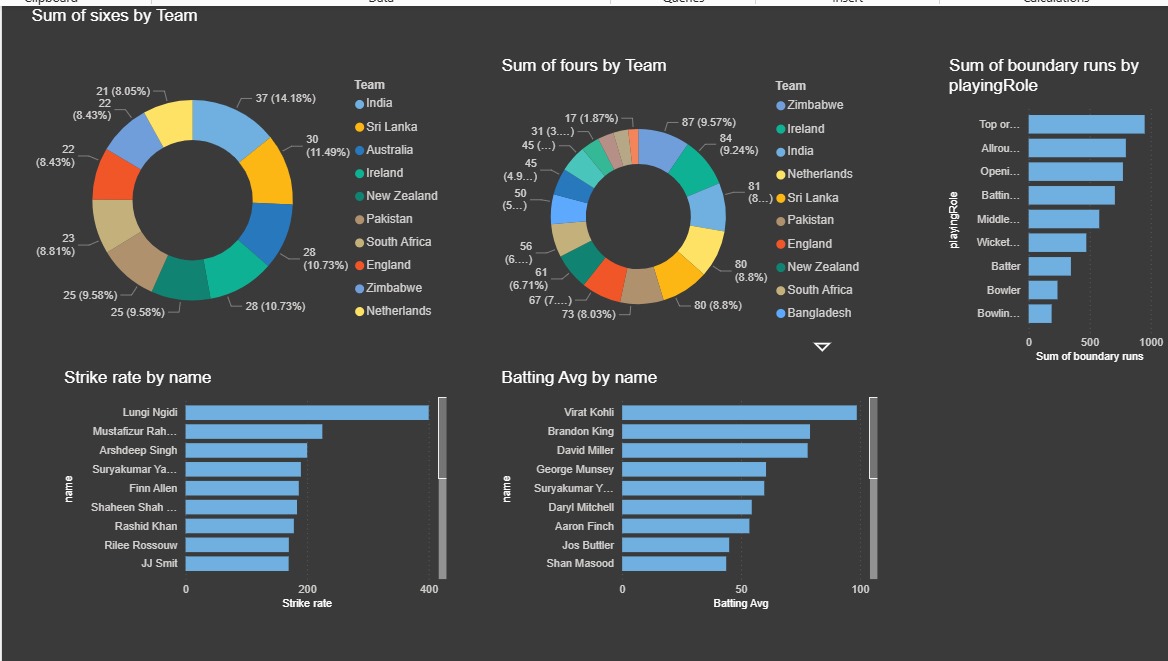 Clipboard
Data
Queries
Insert
Calculations
Sum of sixes by Team
21 (8.05%)
22
(8.43%)
22
(8.43%)
23
(8.81%)
25 (9.58%)
25 (9.58%)
28 (10.73%)
28
(10.73%)
30
(11.49%)
37 (14.18%)
Team
India
Sri Lanka
Australia
Ireland
New Zealand
Pakistan
South Africa
England
Zimbabwe
Netherlands
Sum of fours by Team
17 (1.87%)
31 (3....)
45 (...)
45
(4.9...)
50
(5...)
56
(6....)
61
(6.71%)
67 (7....)
73 (8.03%)
80 (8.8%)
80
(8.8%)
81
(8...)
84
(9.24%)
87 (9.57%)
Team
Zimbabwe
Ireland
India
Netherlands
Sri Lanka
Pakistan
England
New Zealand
South Africa
Bangladesh
Sum of boundary runs by
playingRole
playingRole
Top or...
Allrou...
Openi...
Battin...
Middle...
Wicket...
Batter
Bowler
Bowlin...
0 500 1000
Sum of boundary runs
Strike rate by name
name
Lungi Ngidi
Mustafizur Rah...
Arshdeep Singh
Suryakumar Ya...
Finn Allen
Shaheen Shah ...
Rashid Khan
Rilee Rossouw
JJ Smit
0 200 400
Strike rate
Batting Avg by name
name
Virat Kohli
Brandon King
David Miller
George Munsey
Suryakumar Y...
Daryl Mitchell
Aaron Finch
Jos Buttler
Shan Masood
0 50 100
Batting Avg